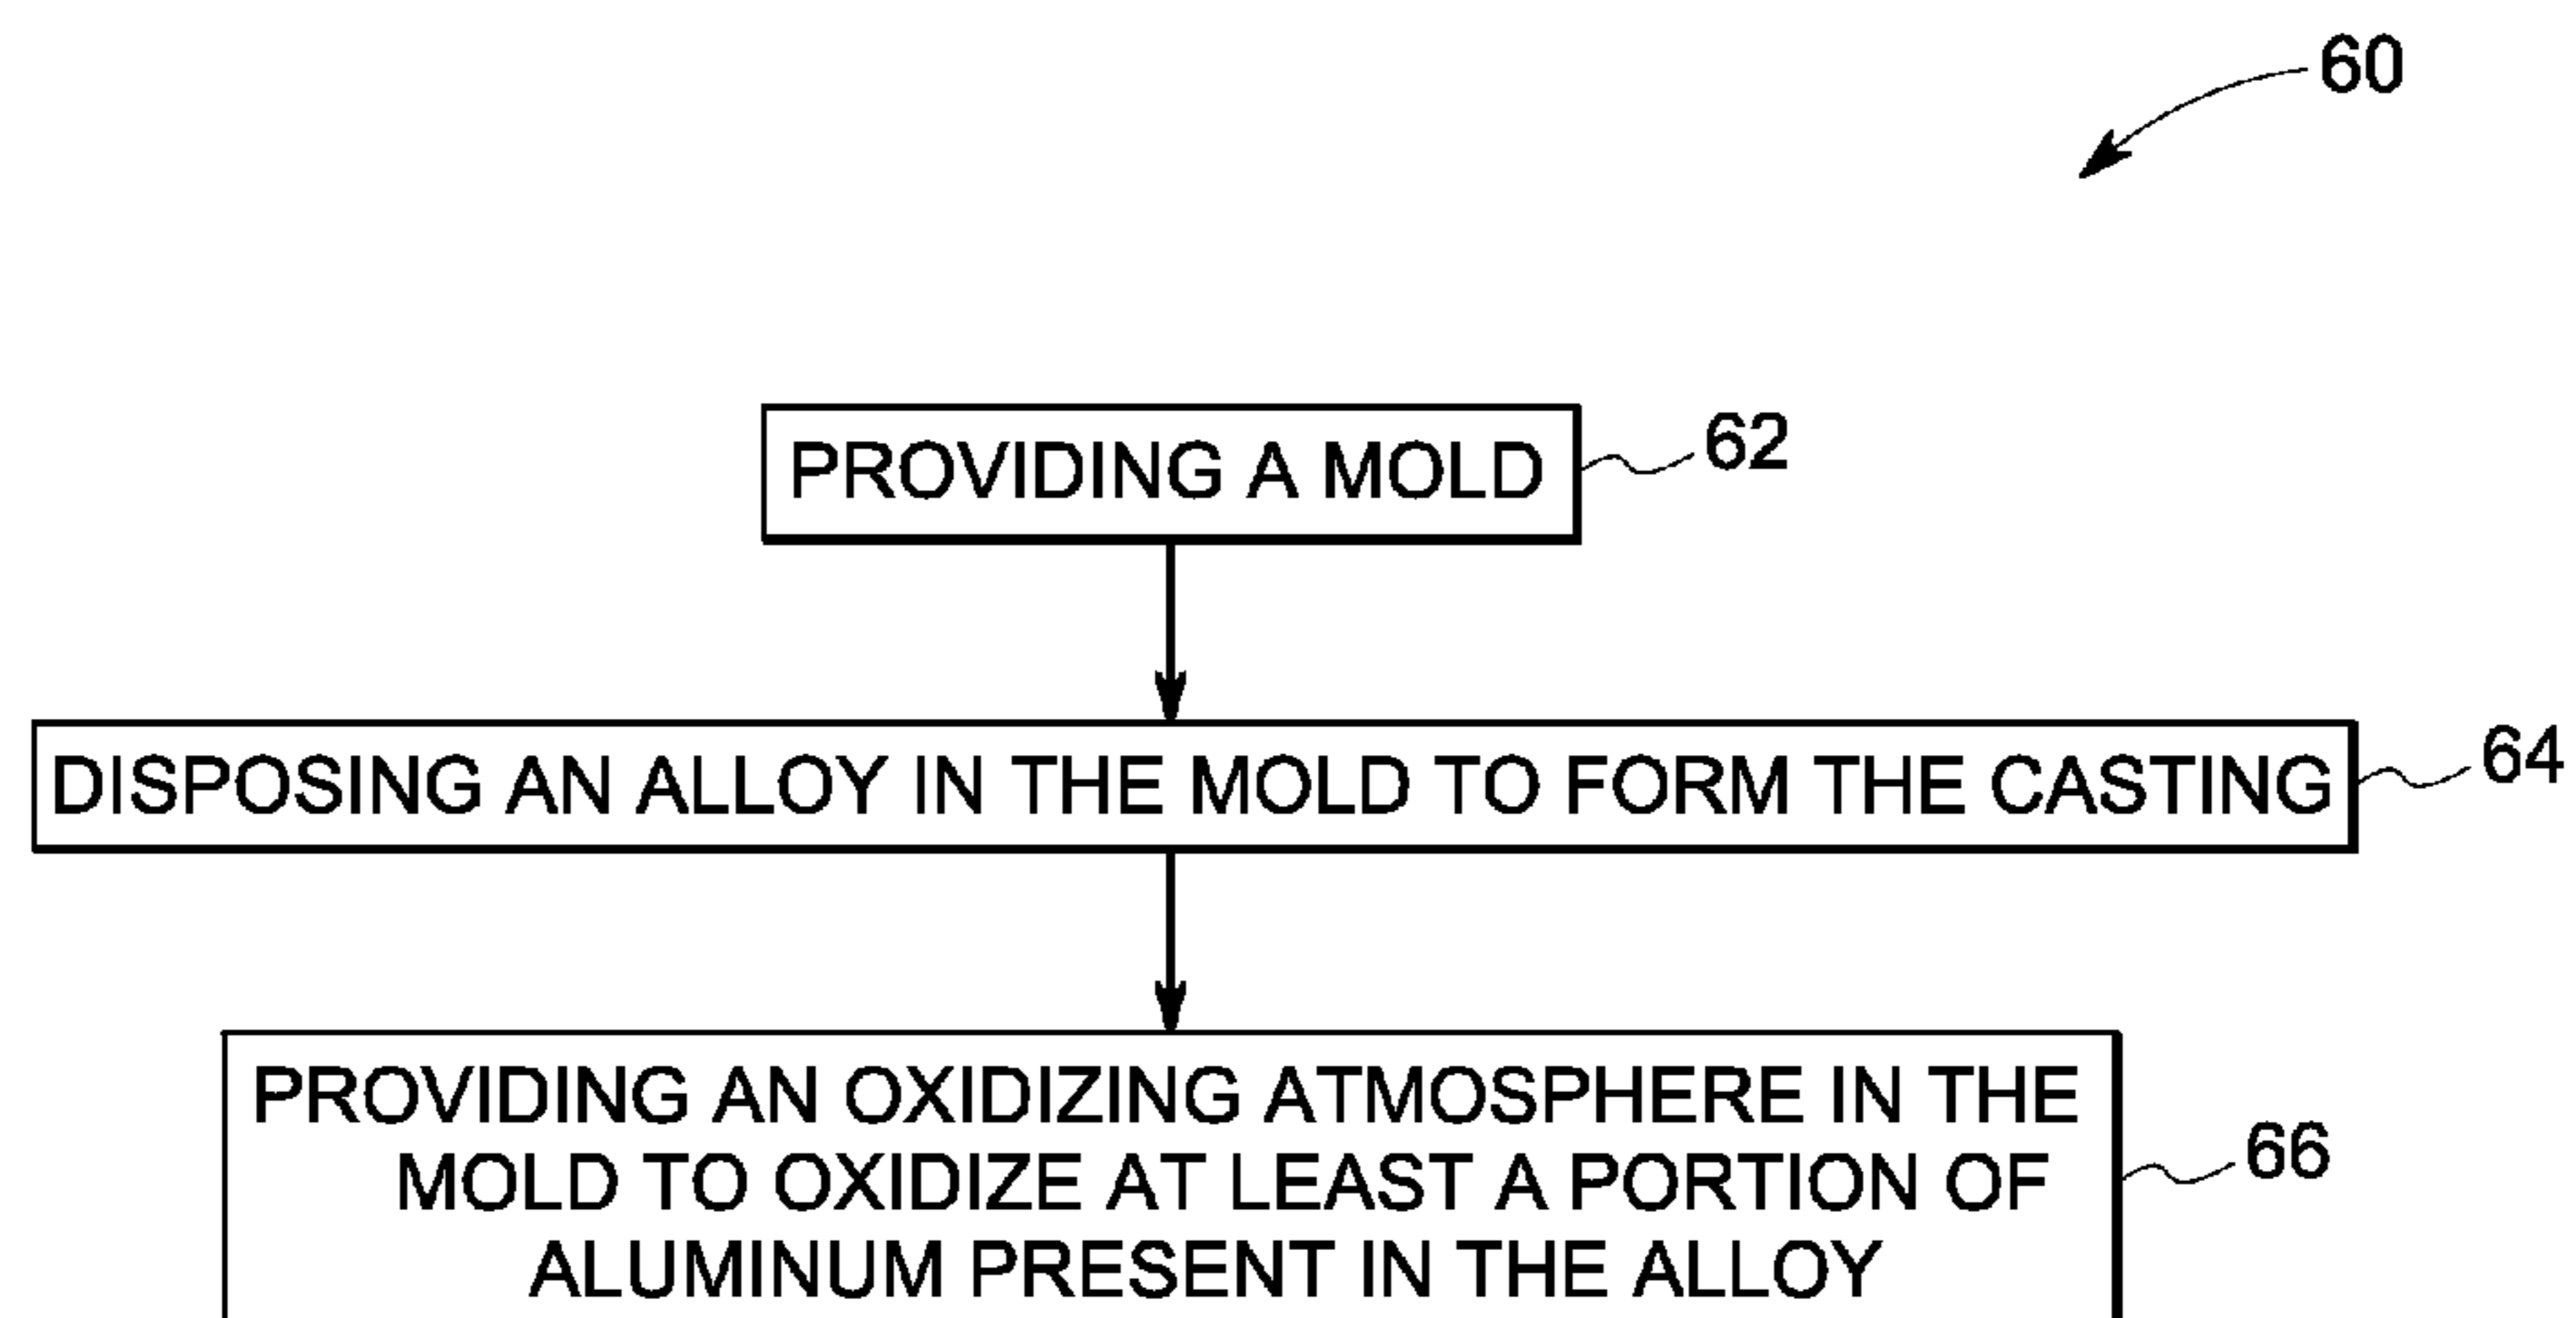 60
PROVIDING A MOLD
62
DISPOSING AN ALLOY IN THE MOLD TO FORM THE CASTING
64
PROVIDING AN OXIDIZING ATMOSPHERE IN THE
MOLD TO OXIDIZE AT LEAST A PORTION OF
ALUMINUM PRESENT IN THE ALLOY
66